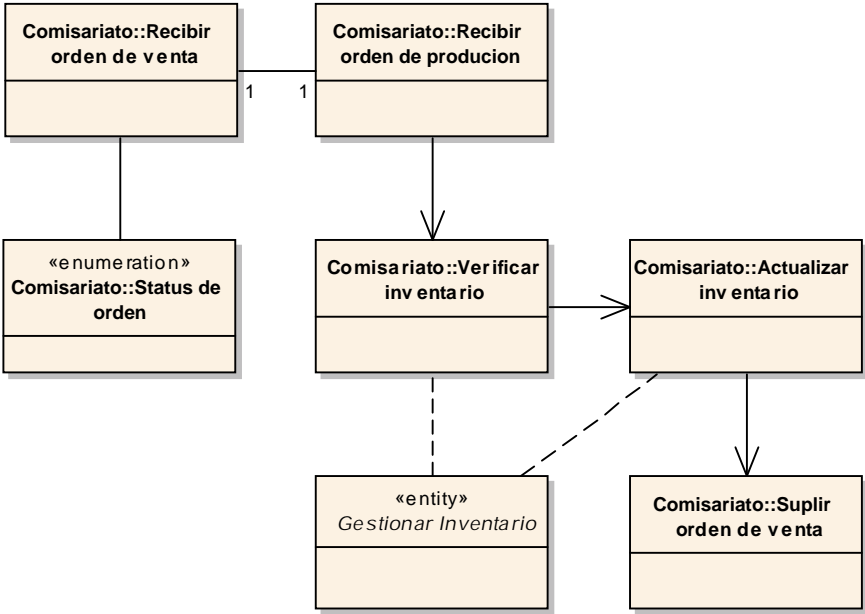 Comisariato::Recibir
orden de venta
Comisariato::Recibir
orden de producion
1
1
«enumeration»
Comisariato::Status de
orden
Comisariato::Verificar
inventario
Comisariato::Actualizar
inventario
«entity»
Gestionar Inventario
Comisariato::Suplir
orden de venta